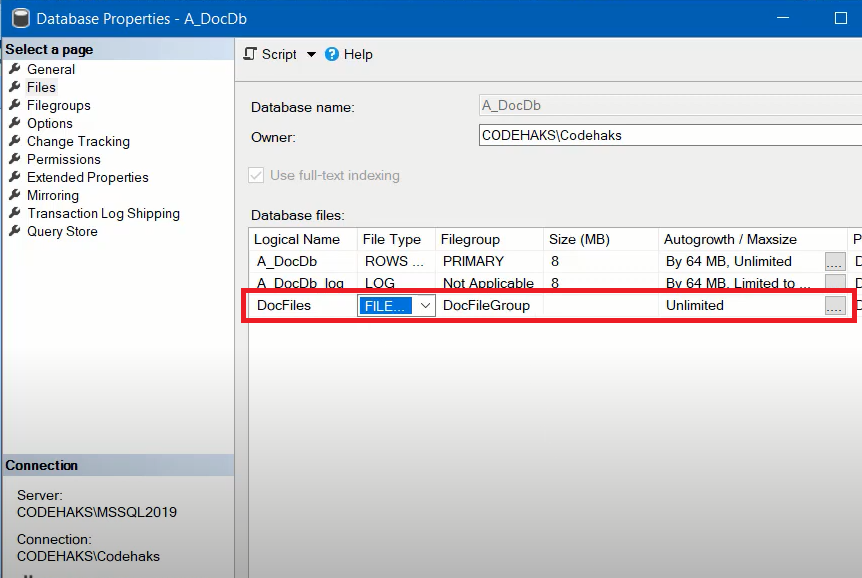 Database Properties - A_DocDb
Select a page
General
Files
Filegroups
Options
Change Tracking
Permissions
Extended Properties
Mirroring
Transaction Log Shipping
Query Store
Connection
Server:
CODEHAKS\MSSQL2019
Connection:
CODEHAKS\Codehaks
Script Help
Database name: A_DocDb
Owner: CODEHAKS\Codehaks
Use full-text indexing
Database files:
Logical Name File Type Filegroup Size (MB) Autogrowth / Maxsize P
A_DocDb ROWS ... PRIMARY 8 By 64 MB, Unlimited ....
A_DocDb_log LOG Not Applicable 8 By 64 MB, Limited to ...
DocFiles FILE... DocFileGroup Unlimited ....